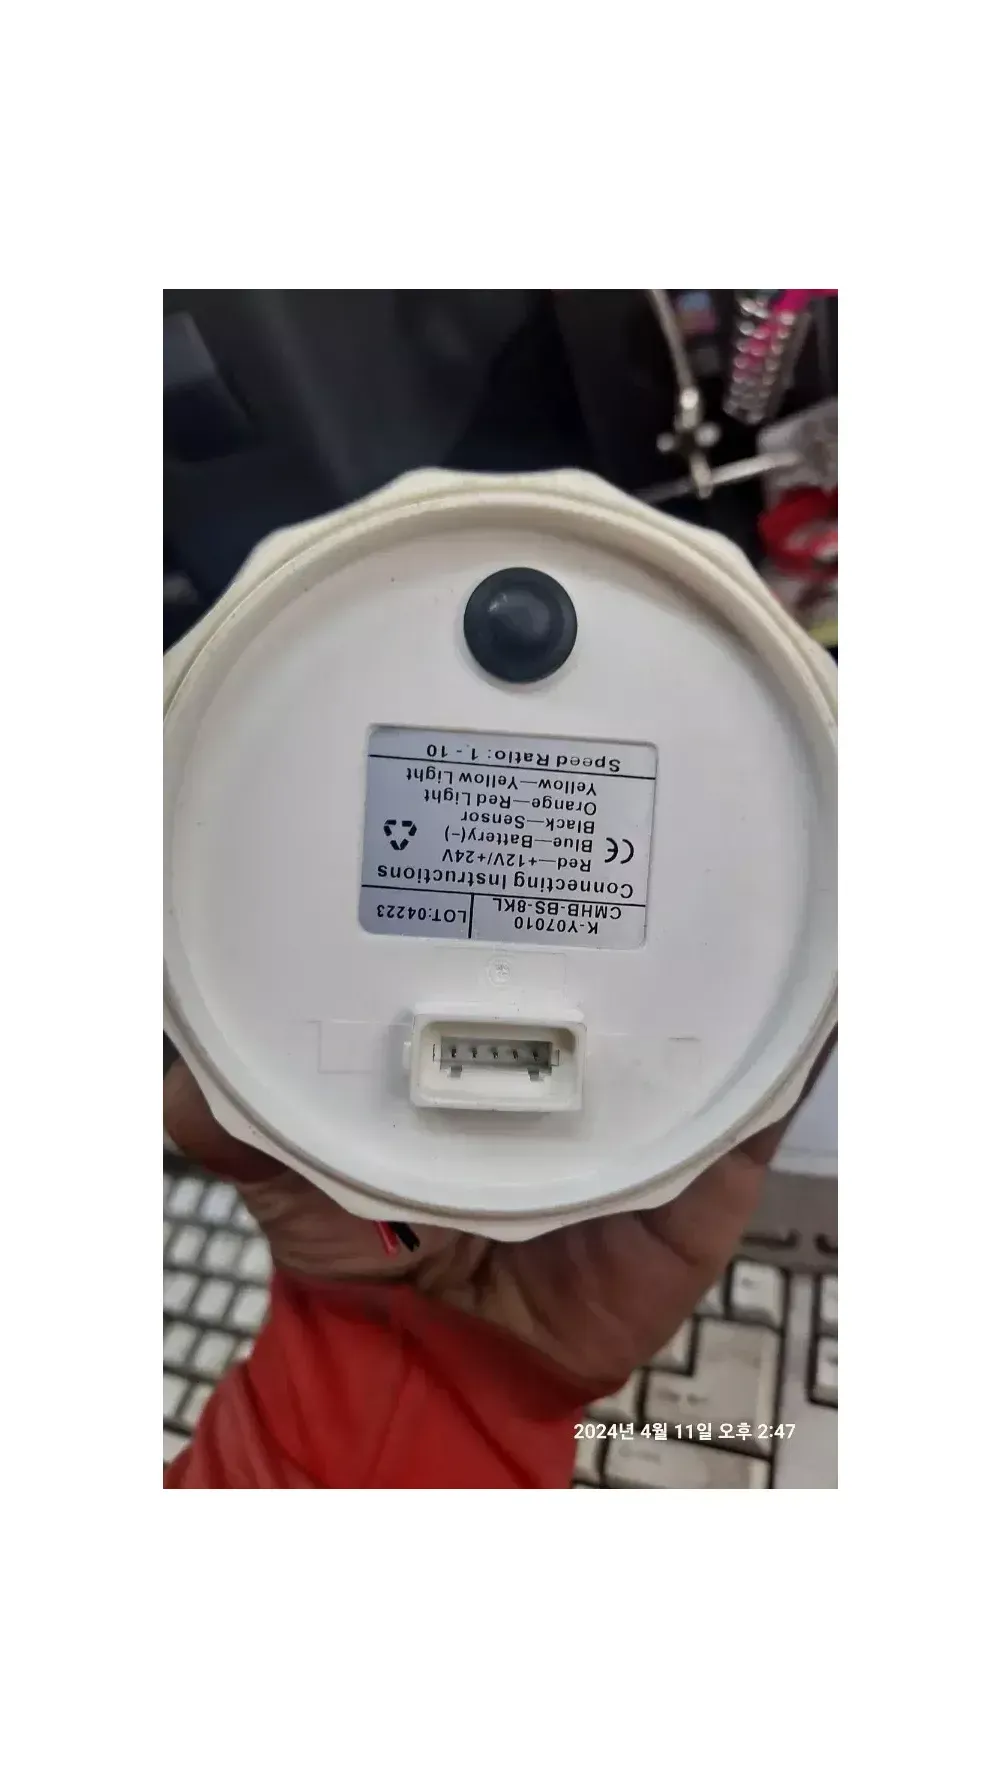 K-Y07010
CMHB-BS-8KL
LOT:04223
Connecting Instructions
Red—+12V/+24V
Blue—Battery(-)
Black—Sensor
Orange—Red Light
Yellow—Yellow Light
CE
Speed Ratio: 1 - 10
2024년 4월 11일 오후 2:47